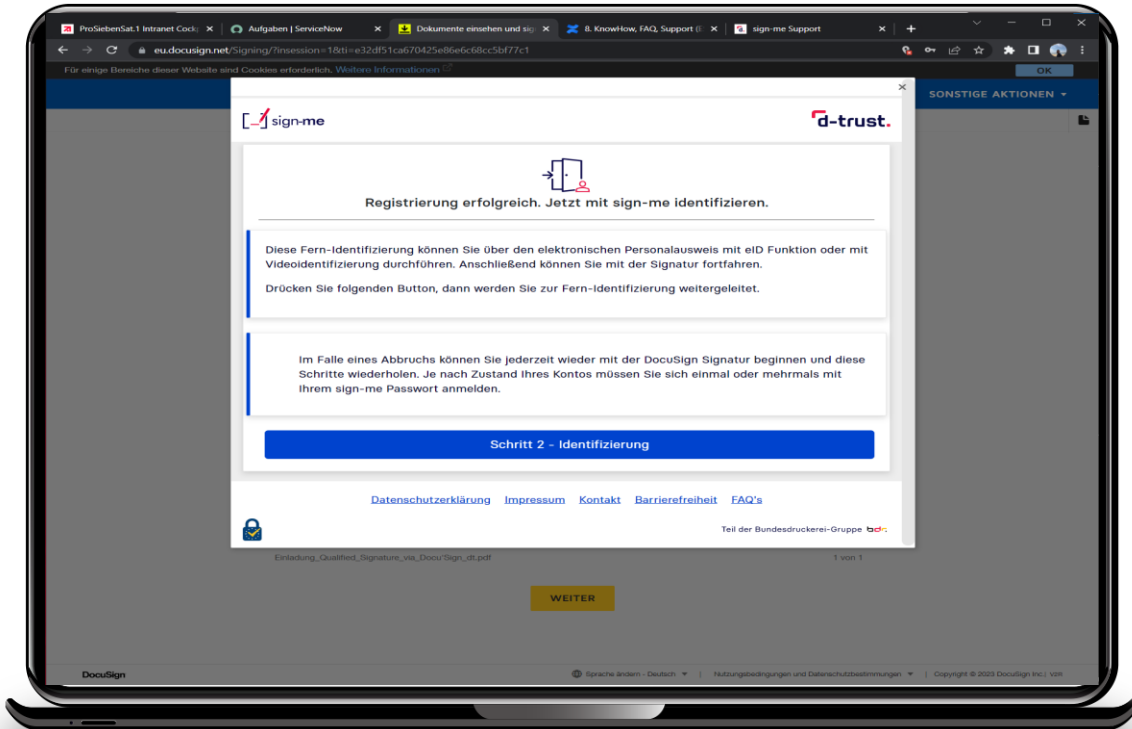 ProSiebenSat.1 Intranet Cockp
Aufgaben | ServiceNow
Dokumente einsehen und sig
8. KnowHow, FAQ, Support (
sign-me Support
eu.docusign.net/Signing/?insession=1&ti=e32df51ca670425e86e6c68cc5bf77c1
Für einige Bereiche dieser Website sind Cookies erforderlich. Weitere Informationen
OK
SONSTIGE AKTIONEN
sign-me
d-trust.
Registrierung erfolgreich. Jetzt mit sign-me identifizieren.
Diese Fern-Identifizierung können Sie über den elektronischen Personalausweis mit eID Funktion oder mit
Videoidentifizierung durchführen. Anschließend können Sie mit der Signatur fortfahren.
Drücken Sie folgenden Button, dann werden Sie zur Fern-Identifizierung weitergeleitet.
Im Falle eines Abbruchs können Sie jederzeit wieder mit der DocuSign Signatur beginnen und diese
Schritte wiederholen. Je nach Zustand Ihres Kontos müssen Sie sich einmal oder mehrmals mit
Ihrem sign-me Passwort anmelden.
Schritt 2 - Identifizierung
Datenschutzerklärung Impressum Kontakt Barrierefreiheit FAQ's
Teil der Bundesdruckerei-Gruppe bdr.
Einladung_Qualified_Signature_via_Docu'Sign_dt.pdf
1 von 1
WEITER
DocuSign
Sprache ändern - Deutsch
| Nutzungsbedingungen und Datenschutzbestimmungen
| Copyright © 2023 DocuSign Inc.